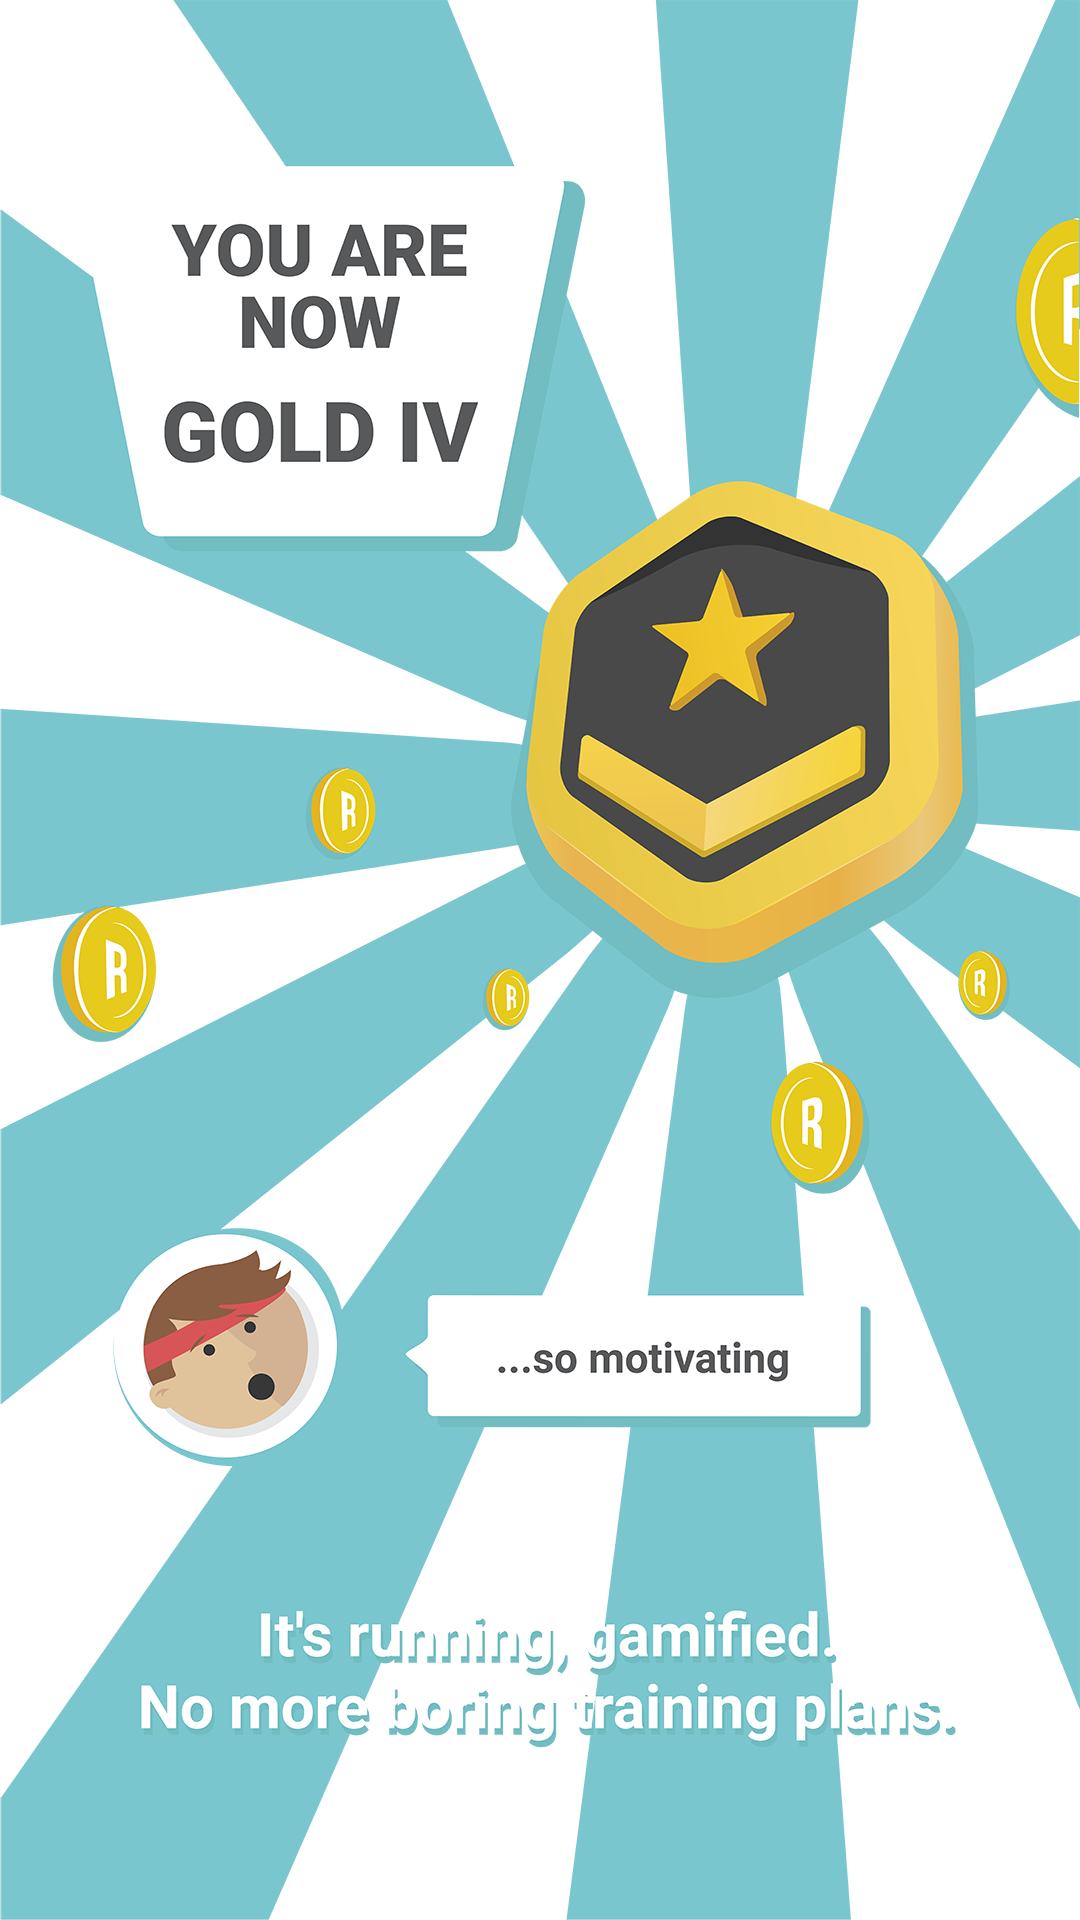 YOU ARE
NOW
GOLD IV
R
R
R
R
R
R
...so motivating
It's running, gamified.
No more boring training plans.